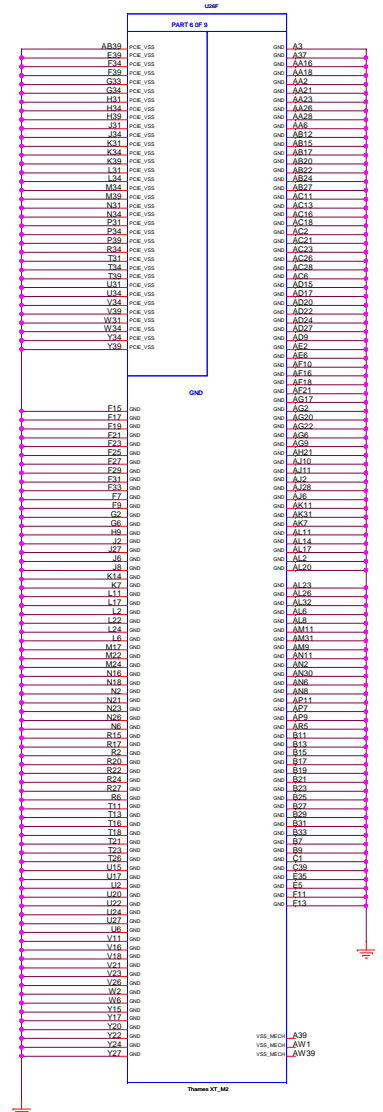 U26F
PART 6 0F 9
AB39 PCIE_VSS
E39 PCIE_VSS
F34 PCIE_VSS
F39 PCIE_VSS
G33 PCIE_VSS
G34 PCIE_VSS
H31 PCIE_VSS
H34 PCIE_VSS
H39 PCIE_VSS
J31 PCIE_VSS
J34 PCIE_VSS
K31 PCIE_VSS
K34 PCIE_VSS
K39 PCIE_VSS
L31 PCIE_VSS
L34 PCIE_VSS
M34 PCIE_VSS
M39 PCIE_VSS
N31 PCIE_VSS
N34 PCIE_VSS
P31 PCIE_VSS
P34 PCIE_VSS
P39 PCIE_VSS
R34 PCIE_VSS
T31 PCIE_VSS
T34 PCIE_VSS
T39 PCIE_VSS
U31 PCIE_VSS
U34 PCIE_VSS
V34 PCIE_VSS
V39 PCIE_VSS
W31 PCIE_VSS
W34 PCIE_VSS
Y34 PCIE_VSS
Y39 PCIE_VSS
GND
F15 GND
F17 GND
F19 GND
F21 GND
F23 GND
F25 GND
F27 GND
F29 GND
F31 GND
F33 GND
F7 GND
F9 GND
G2 GND
G6 GND
H9 GND
J2 GND
J27 GND
J6 GND
J8 GND
K14 GND
K7 GND
L11 GND
L17 GND
L2 GND
L22 GND
L24 GND
L6 GND
M17 GND
M22 GND
M24 GND
N16 GND
N18 GND
N2 GND
N21 GND
N23 GND
N26 GND
N6 GND
R15 GND
R17 GND
R2 GND
R20 GND
R22 GND
R24 GND
R27 GND
R6 GND
T11 GND
T13 GND
T16 GND
T18 GND
T21 GND
T23 GND
T26 GND
U15 GND
U17 GND
U2 GND
U20 GND
U22 GND
U24 GND
U27 GND
U6 GND
V11 GND
V16 GND
V18 GND
V21 GND
V23 GND
V26 GND
W2 GND
W6 GND
Y15 GND
Y17 GND
Y20 GND
Y22 GND
Y24 GND
Y27 GND
GND A3
GND A37
GND AA16
GND AA18
GND AA2
GND AA21
GND AA23
GND AA26
GND AA28
GND AA6
GND AB12
GND AB15
GND AB17
GND AB20
GND AB22
GND AB24
GND AB27
GND AC11
GND AC13
GND AC16
GND AC18
GND AC2
GND AC21
GND AC23
GND AC26
GND AC28
GND AC6
GND AD15
GND AD17
GND AD20
GND AD22
GND AD24
GND AD27
GND AD9
GND AE2
GND AE6
GND AF10
GND AF16
GND AF18
GND AF21
GND AG17
GND AG2
GND AG20
GND AG22
GND AG6
GND AG9
GND AH21
GND AJ10
GND AJ11
GND AJ2
GND AJ28
GND AJ6
GND AK11
GND AK31
GND AK7
GND AL11
GND AL14
GND AL17
GND AL2
GND AL20
GND AL23
GND AL26
GND AL32
GND AL6
GND AL8
GND AM11
GND AM31
GND AM9
GND AN11
GND AN2
GND AN30
GND AN6
GND AN8
GND AP11
GND AP7
GND AP9
GND AR5
GND B11
GND B13
GND B15
GND B17
GND B19
GND B21
GND B23
GND B25
GND B27
GND B29
GND B31
GND B33
GND B7
GND B9
GND C1
GND C39
GND E35
GND E5
GND F11
GND F13
VSS_MECH A39
VSS_MECH AW1
VSS_MECH AW39
Thames XT_M2